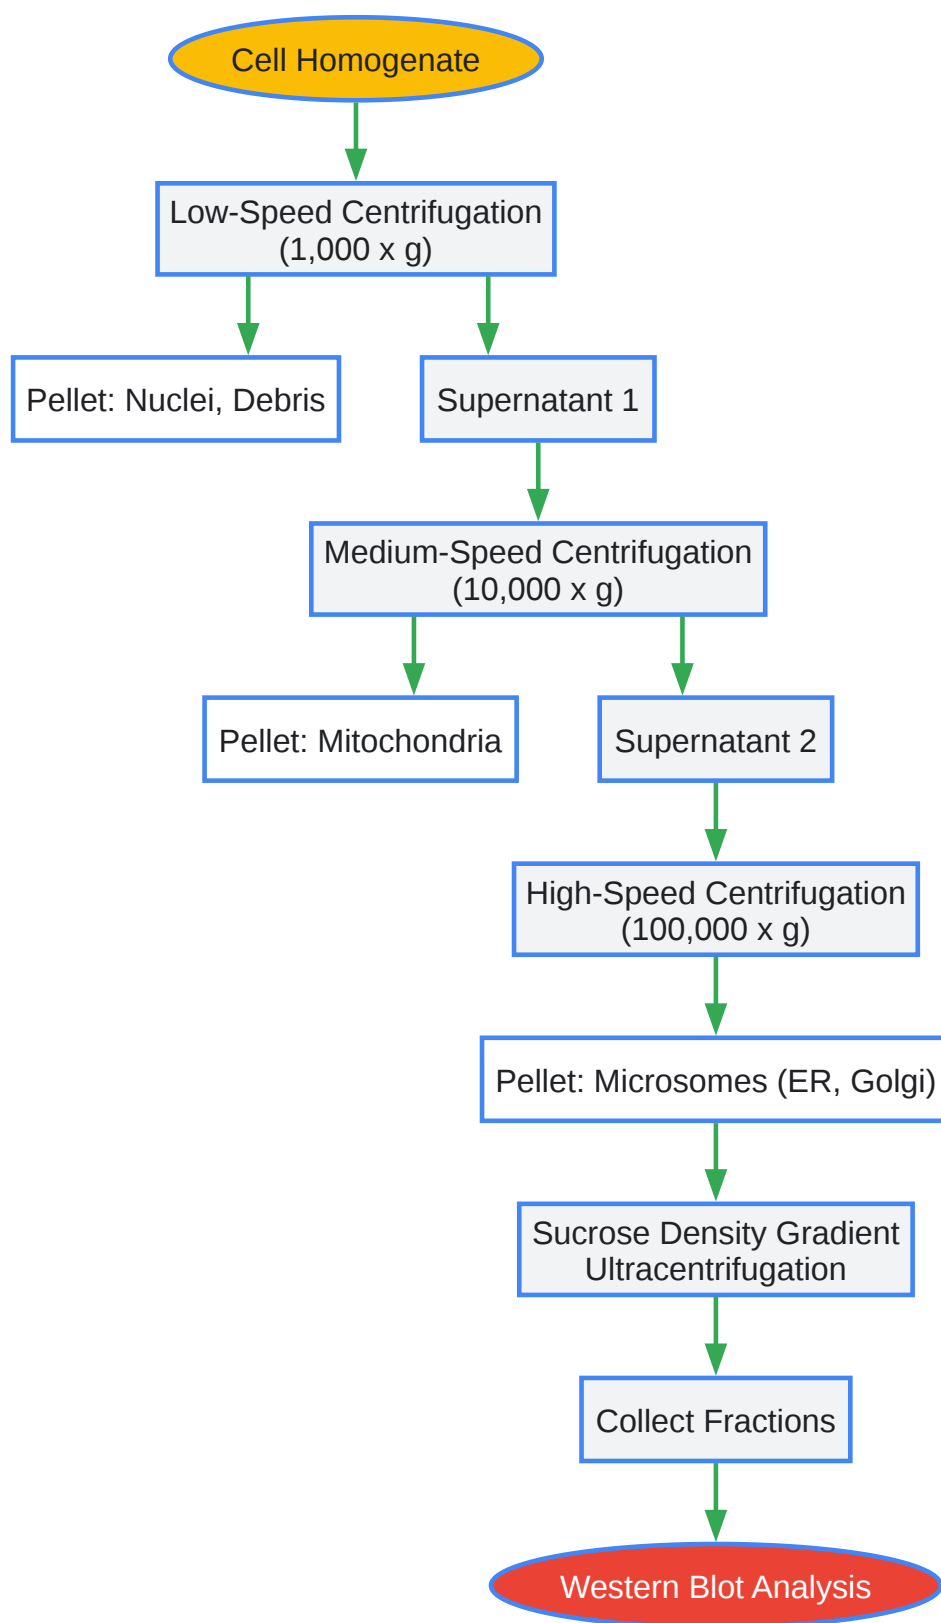 Cell Homogenate
Low-Speed Centrifugation
(1,000 x g)
Pellet: Nuclei, Debris
Supernatant 1
Medium-Speed Centrifugation
(10,000 x g)
Pellet: Mitochondria
Supernatant 2
High-Speed Centrifugation
(100,000 x g)
Pellet: Microsomes (ER, Golgi)
Sucrose Density Gradient
Ultracentrifugation
Collect Fractions
Western Blot Analysis